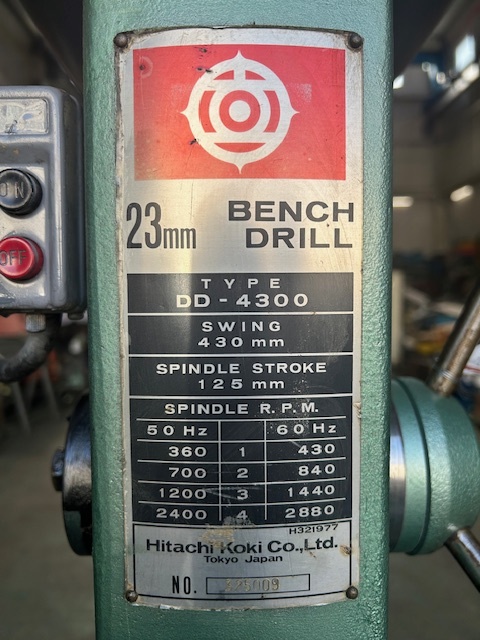 ON
OFF
23mm BENCH DRILL
TYPE
DD-4300
SWING
430mm
SPINDLE STROKE
125mm
SPINDLE R.P.M.
50Hz 60Hz
360 1 430
700 2 840
1200 3 1440
2400 4 2880
H321977
Hitachi Koki Co.,Ltd.
Tokyo Japan
NO.